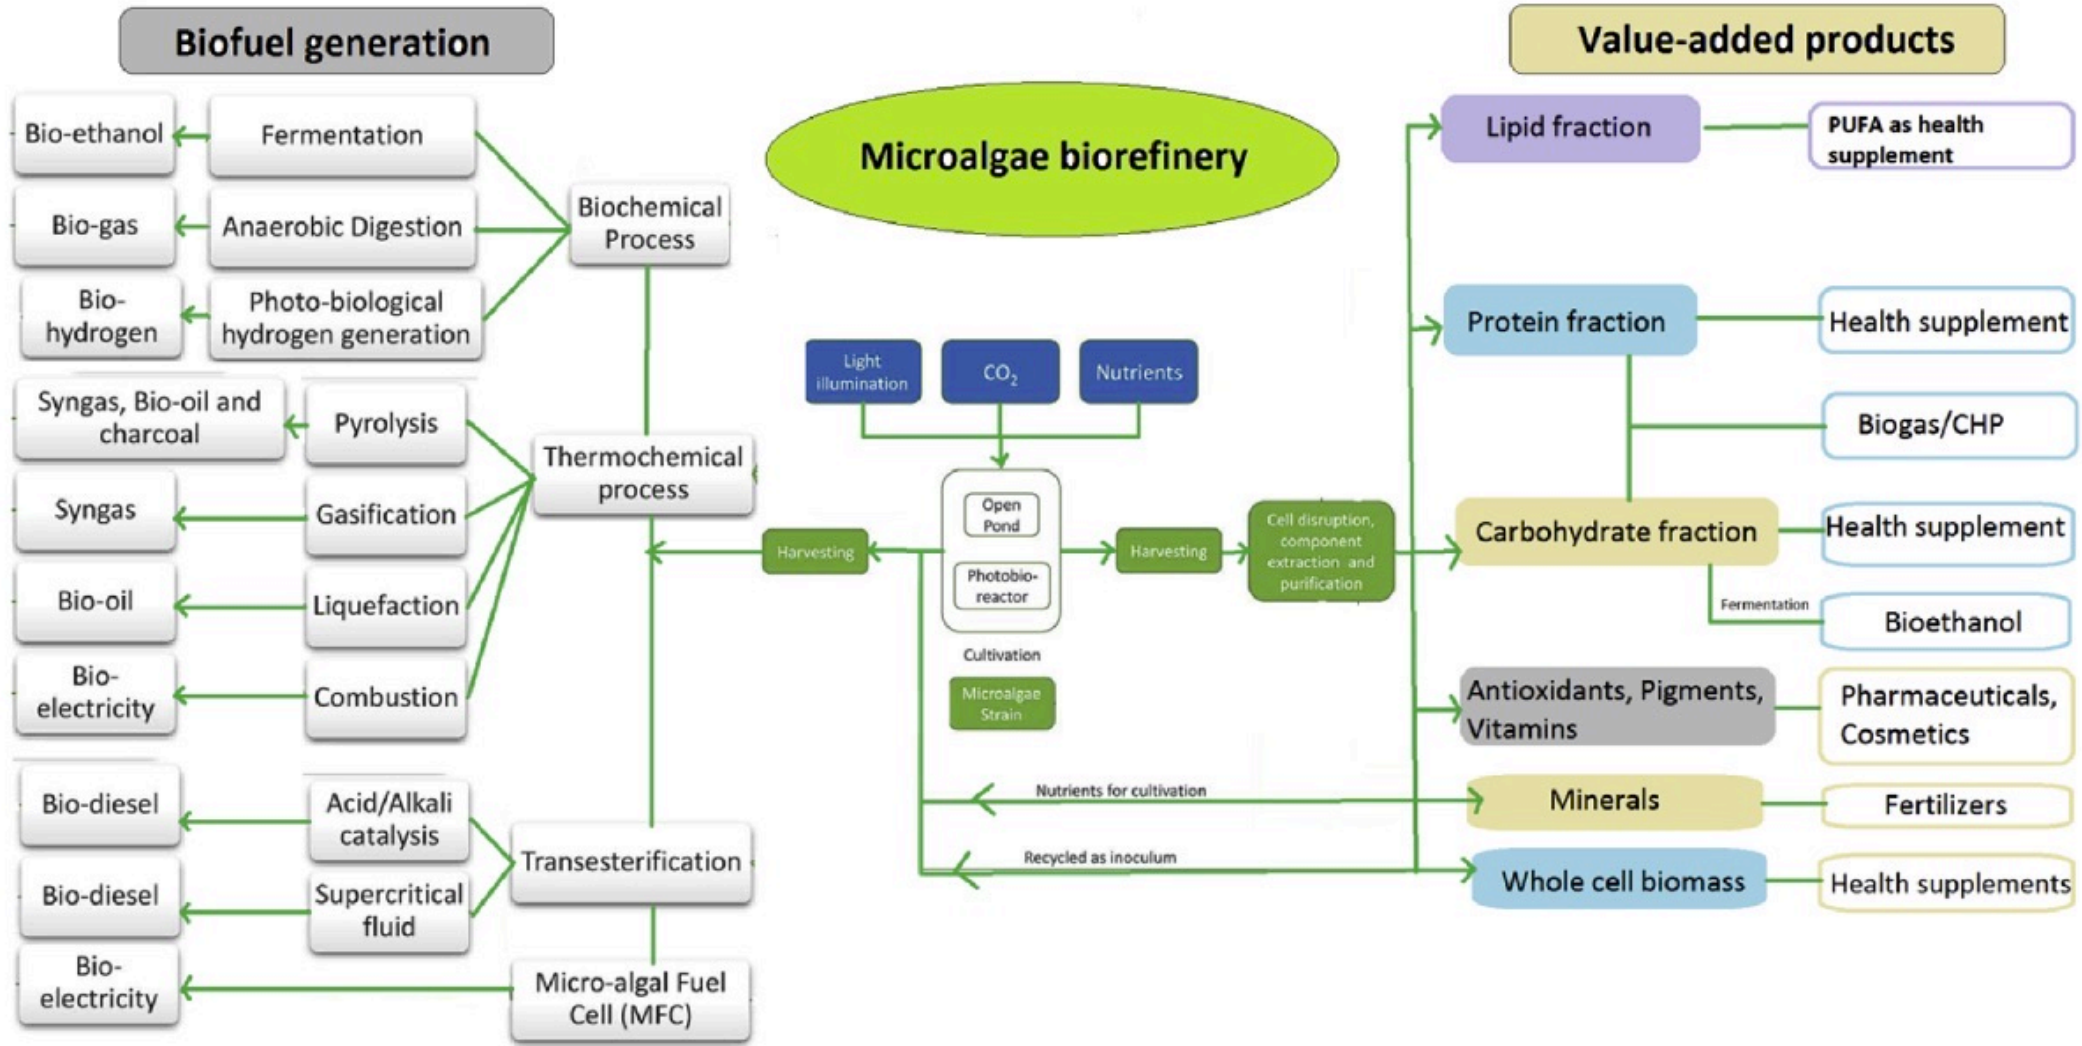 Biofuel generation
Value-added products
Microalgae biorefinery
Bio-ethanol
Fermentation
Bio-gas
Anaerobic Digestion
Bio-
hydrogen
Photo-biological
hydrogen generation
Biochemical
Process
Syngas, Bio-oil and
charcoal
Pyrolysis
Syngas
Gasification
Bio-oil
Liquefaction
Bio-
electricity
Combustion
Thermochemical
process
Bio-diesel
Acid/Alkali
catalysis
Bio-diesel
Supercritical
fluid
Transesterification
Bio-
electricity
Micro-algal Fuel
Cell (MFC)
Light
illumination
CO₂
Nutrients
Open
Pond
Photobio-
reactor
Cultivation
Microalgae
Strain
Harvesting
Harvesting
Cell disruption,
component
extraction and
purification
Nutrients for cultivation
Recycled as inoculum
Lipid fraction
PUFA as health
supplement
Protein fraction
Health supplement
Biogas/CHP
Carbohydrate fraction
Health supplement
Fermentation
Bioethanol
Antioxidants, Pigments,
Vitamins
Pharmaceuticals,
Cosmetics
Minerals
Fertilizers
Whole cell biomass
Health supplements